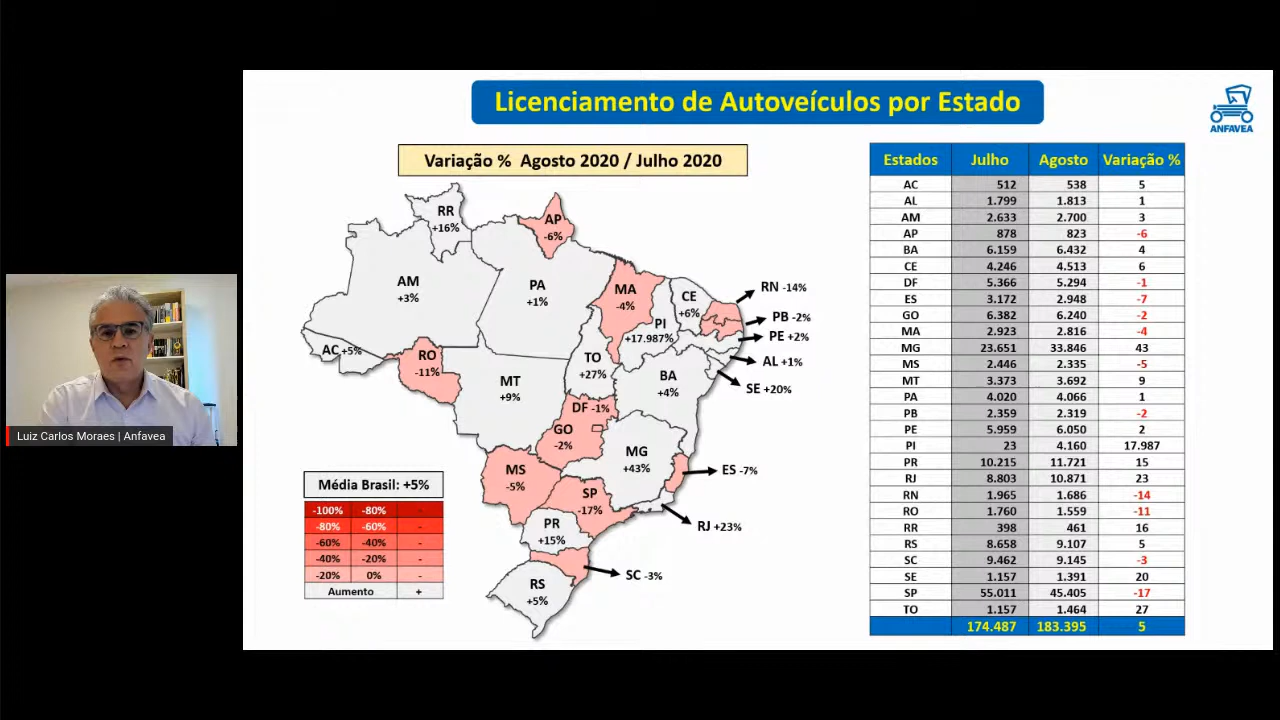 Licenciamento de Autoveículos por Estado
ANFAVEA
Variação % Agosto 2020 / Julho 2020
RR
+16%
AP
-6%
AM
+3%
PA
+1%
MA
-4%
CE
+6%
RN -14%
PB -2%
PE +2%
PI
+17.987%
AL +1%
SE +20%
AC +5%
RO
-11%
TO
+27%
BA
+4%
MT
+9%
DF -1%
GO
-2%
MG
+43%
ES -7%
MS
-5%
SP
-17%
RJ +23%
PR
+15%
SC -3%
RS
+5%
Média Brasil: +5%
-100% -80% -
-80% -60% -
-60% -40% -
-40% -20% -
-20% 0% -
Aumento +
Estados Julho Agosto Variação %
AC 512 538 5
AL 1.799 1.813 1
AM 2.633 2.700 3
AP 878 823 -6
BA 6.159 6.432 4
CE 4.246 4.513 6
DF 5.366 5.294 -1
ES 3.172 2.948 -7
GO 6.382 6.240 -2
MA 2.923 2.816 -4
MG 23.651 33.846 43
MS 2.446 2.335 -5
MT 3.373 3.692 9
PA 4.020 4.066 1
PB 2.359 2.319 -2
PE 5.959 6.050 2
PI 23 4.160 17.987
PR 10.215 11.721 15
RJ 8.803 10.871 23
RN 1.965 1.686 -14
RO 1.760 1.559 -11
RR 398 461 16
RS 8.658 9.107 5
SC 9.462 9.145 -3
SE 1.157 1.391 20
SP 55.011 45.405 -17
TO 1.157 1.464 27
174.487 183.395 5
Luiz Carlos Moraes | Anfavea